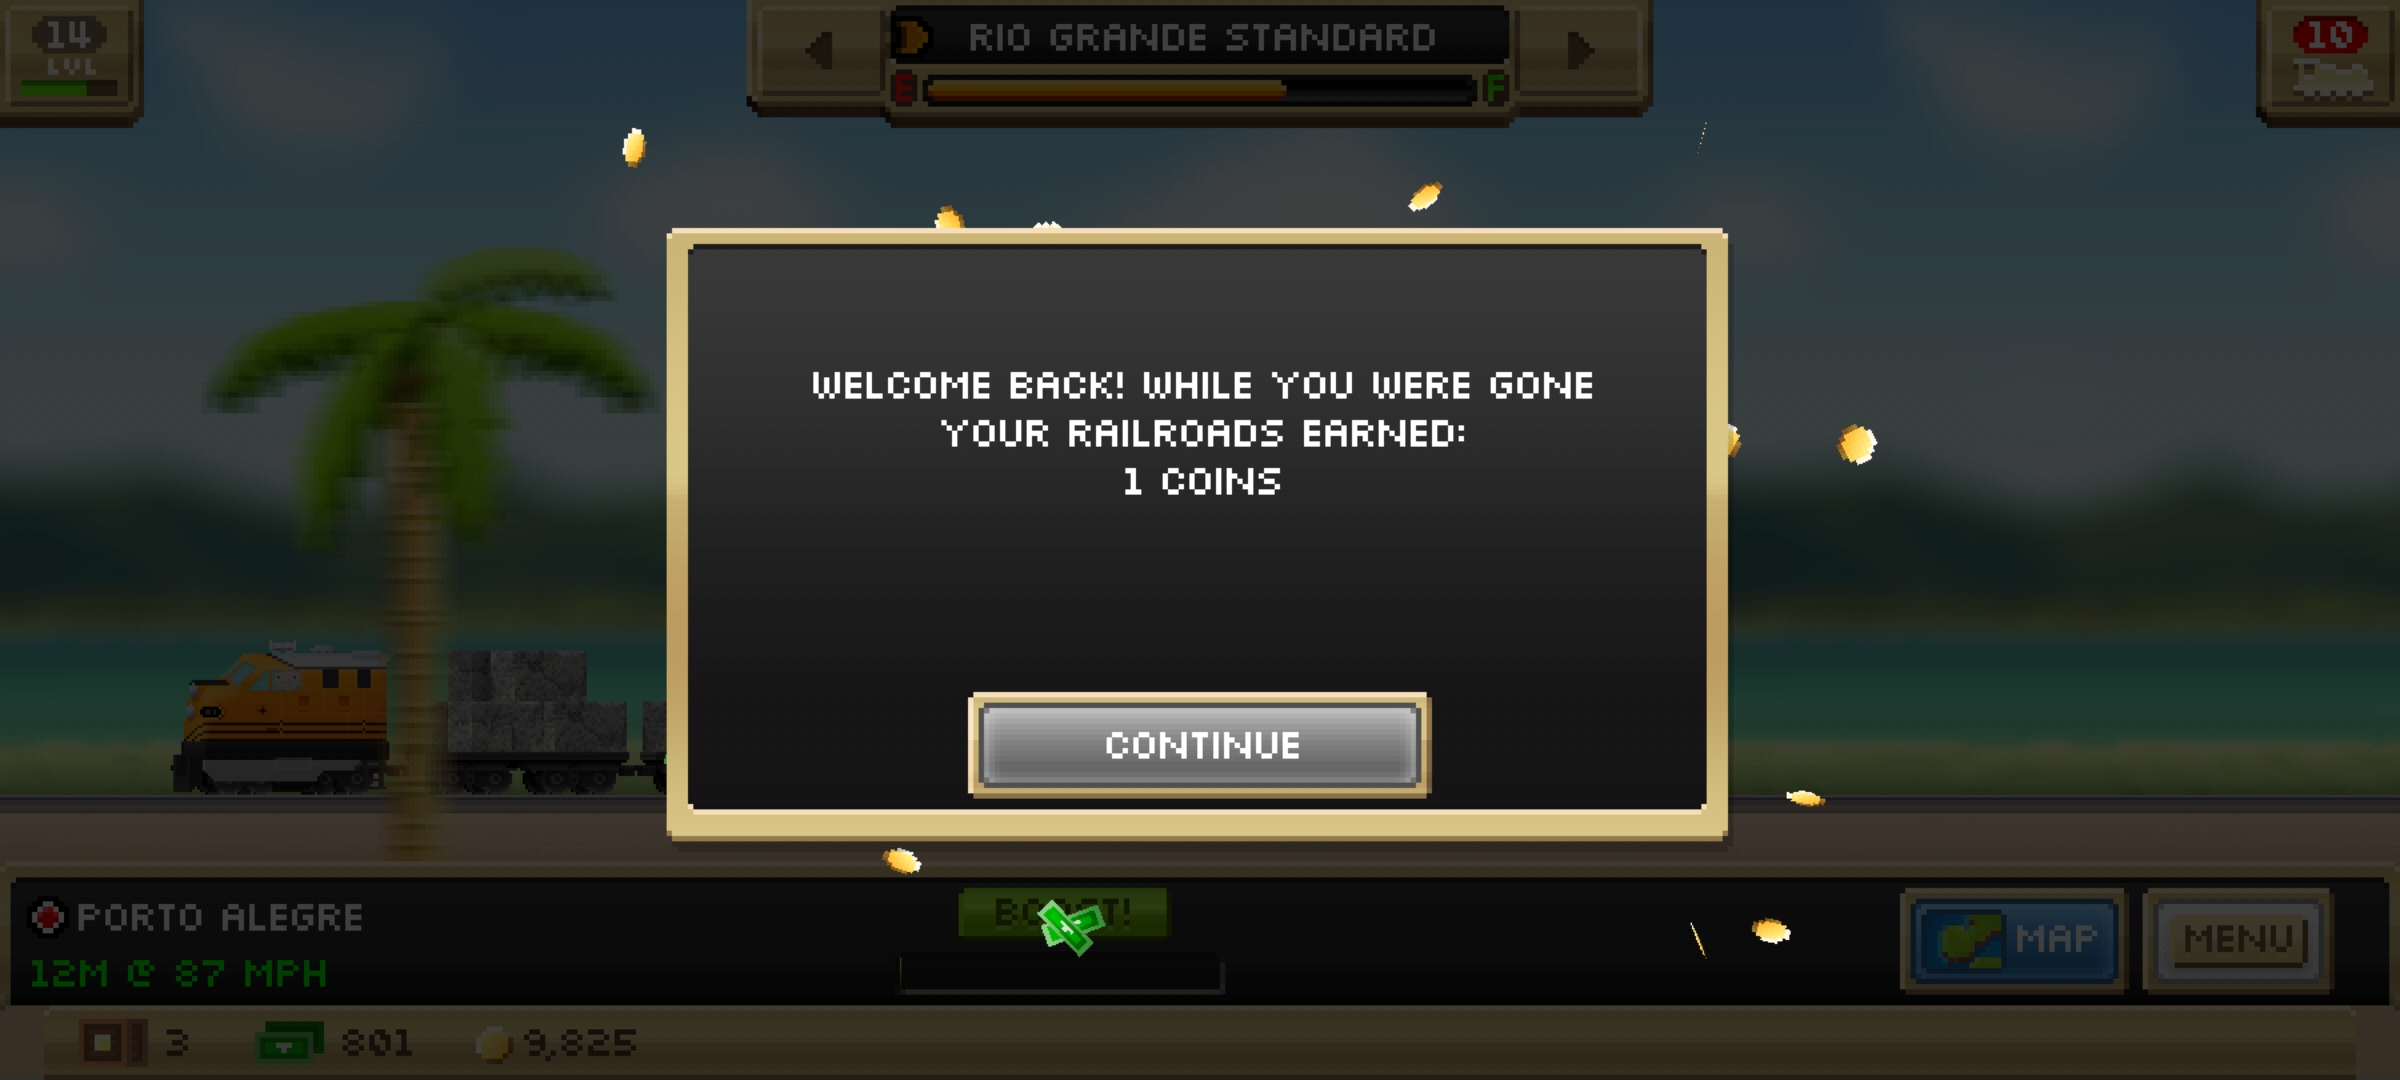 14
LVL
RIO GRANDE STANDARD
E F
10
WELCOME BACK! WHILE YOU WERE GONE
YOUR RAILROADS EARNED:
1 COINS
CONTINUE
PORTO ALEGRE
12M @ 87 MPH
MAP
MENU
3 801 9,825